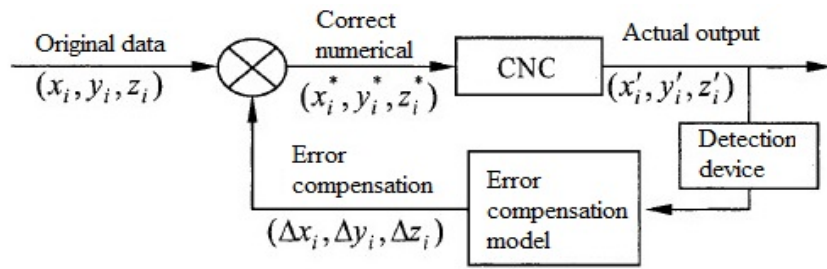 Original data
(x_i, y_i, z_i)
Correct
numerical
(x_i^*, y_i^*, z_i^*)
CNC
Actual output
(x_i', y_i', z_i')
Detection
device
Error
compensation
model
Error
compensation
(Δx_i, Δy_i, Δz_i)